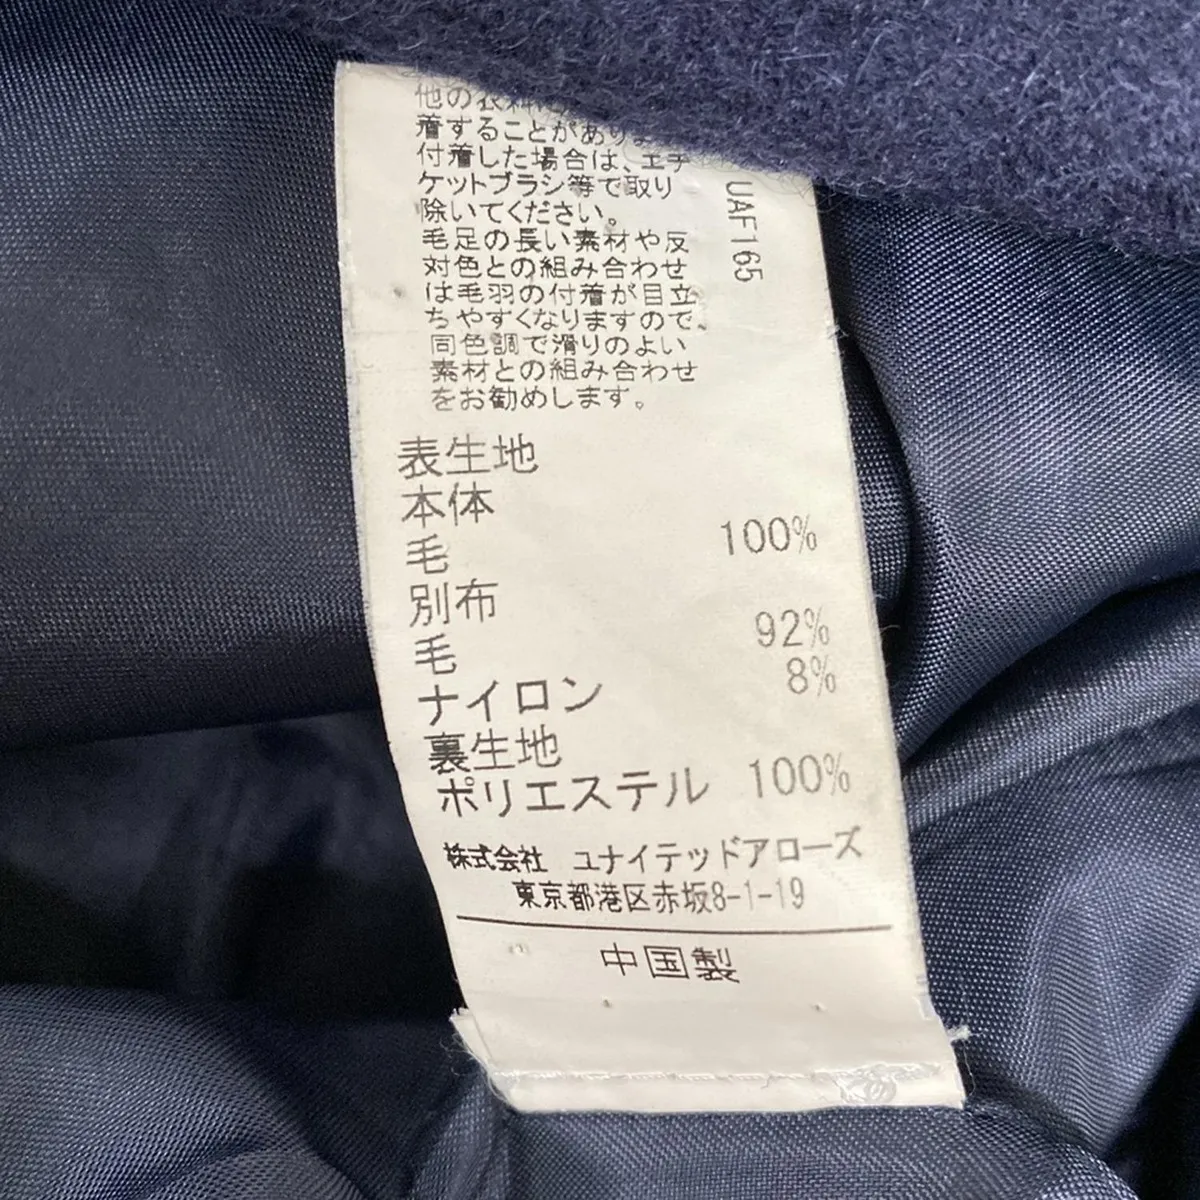 他の衣料
着することがありま
付着した場合は、エチ
ケットブラシ等で取り
除いてください。
毛足の長い素材や反
対色との組み合わせ
は毛羽の付着が目立
ちやすくなりますので、
同色調で滑りのよい
素材との組み合わせ
をお勧めします。
UAF165
表生地
本体
毛 100%
別布
毛 92%
ナイロン 8%
裏生地
ポリエステル 100%
株式会社 ユナイテッドアローズ
東京都港区赤坂8-1-19
中国製